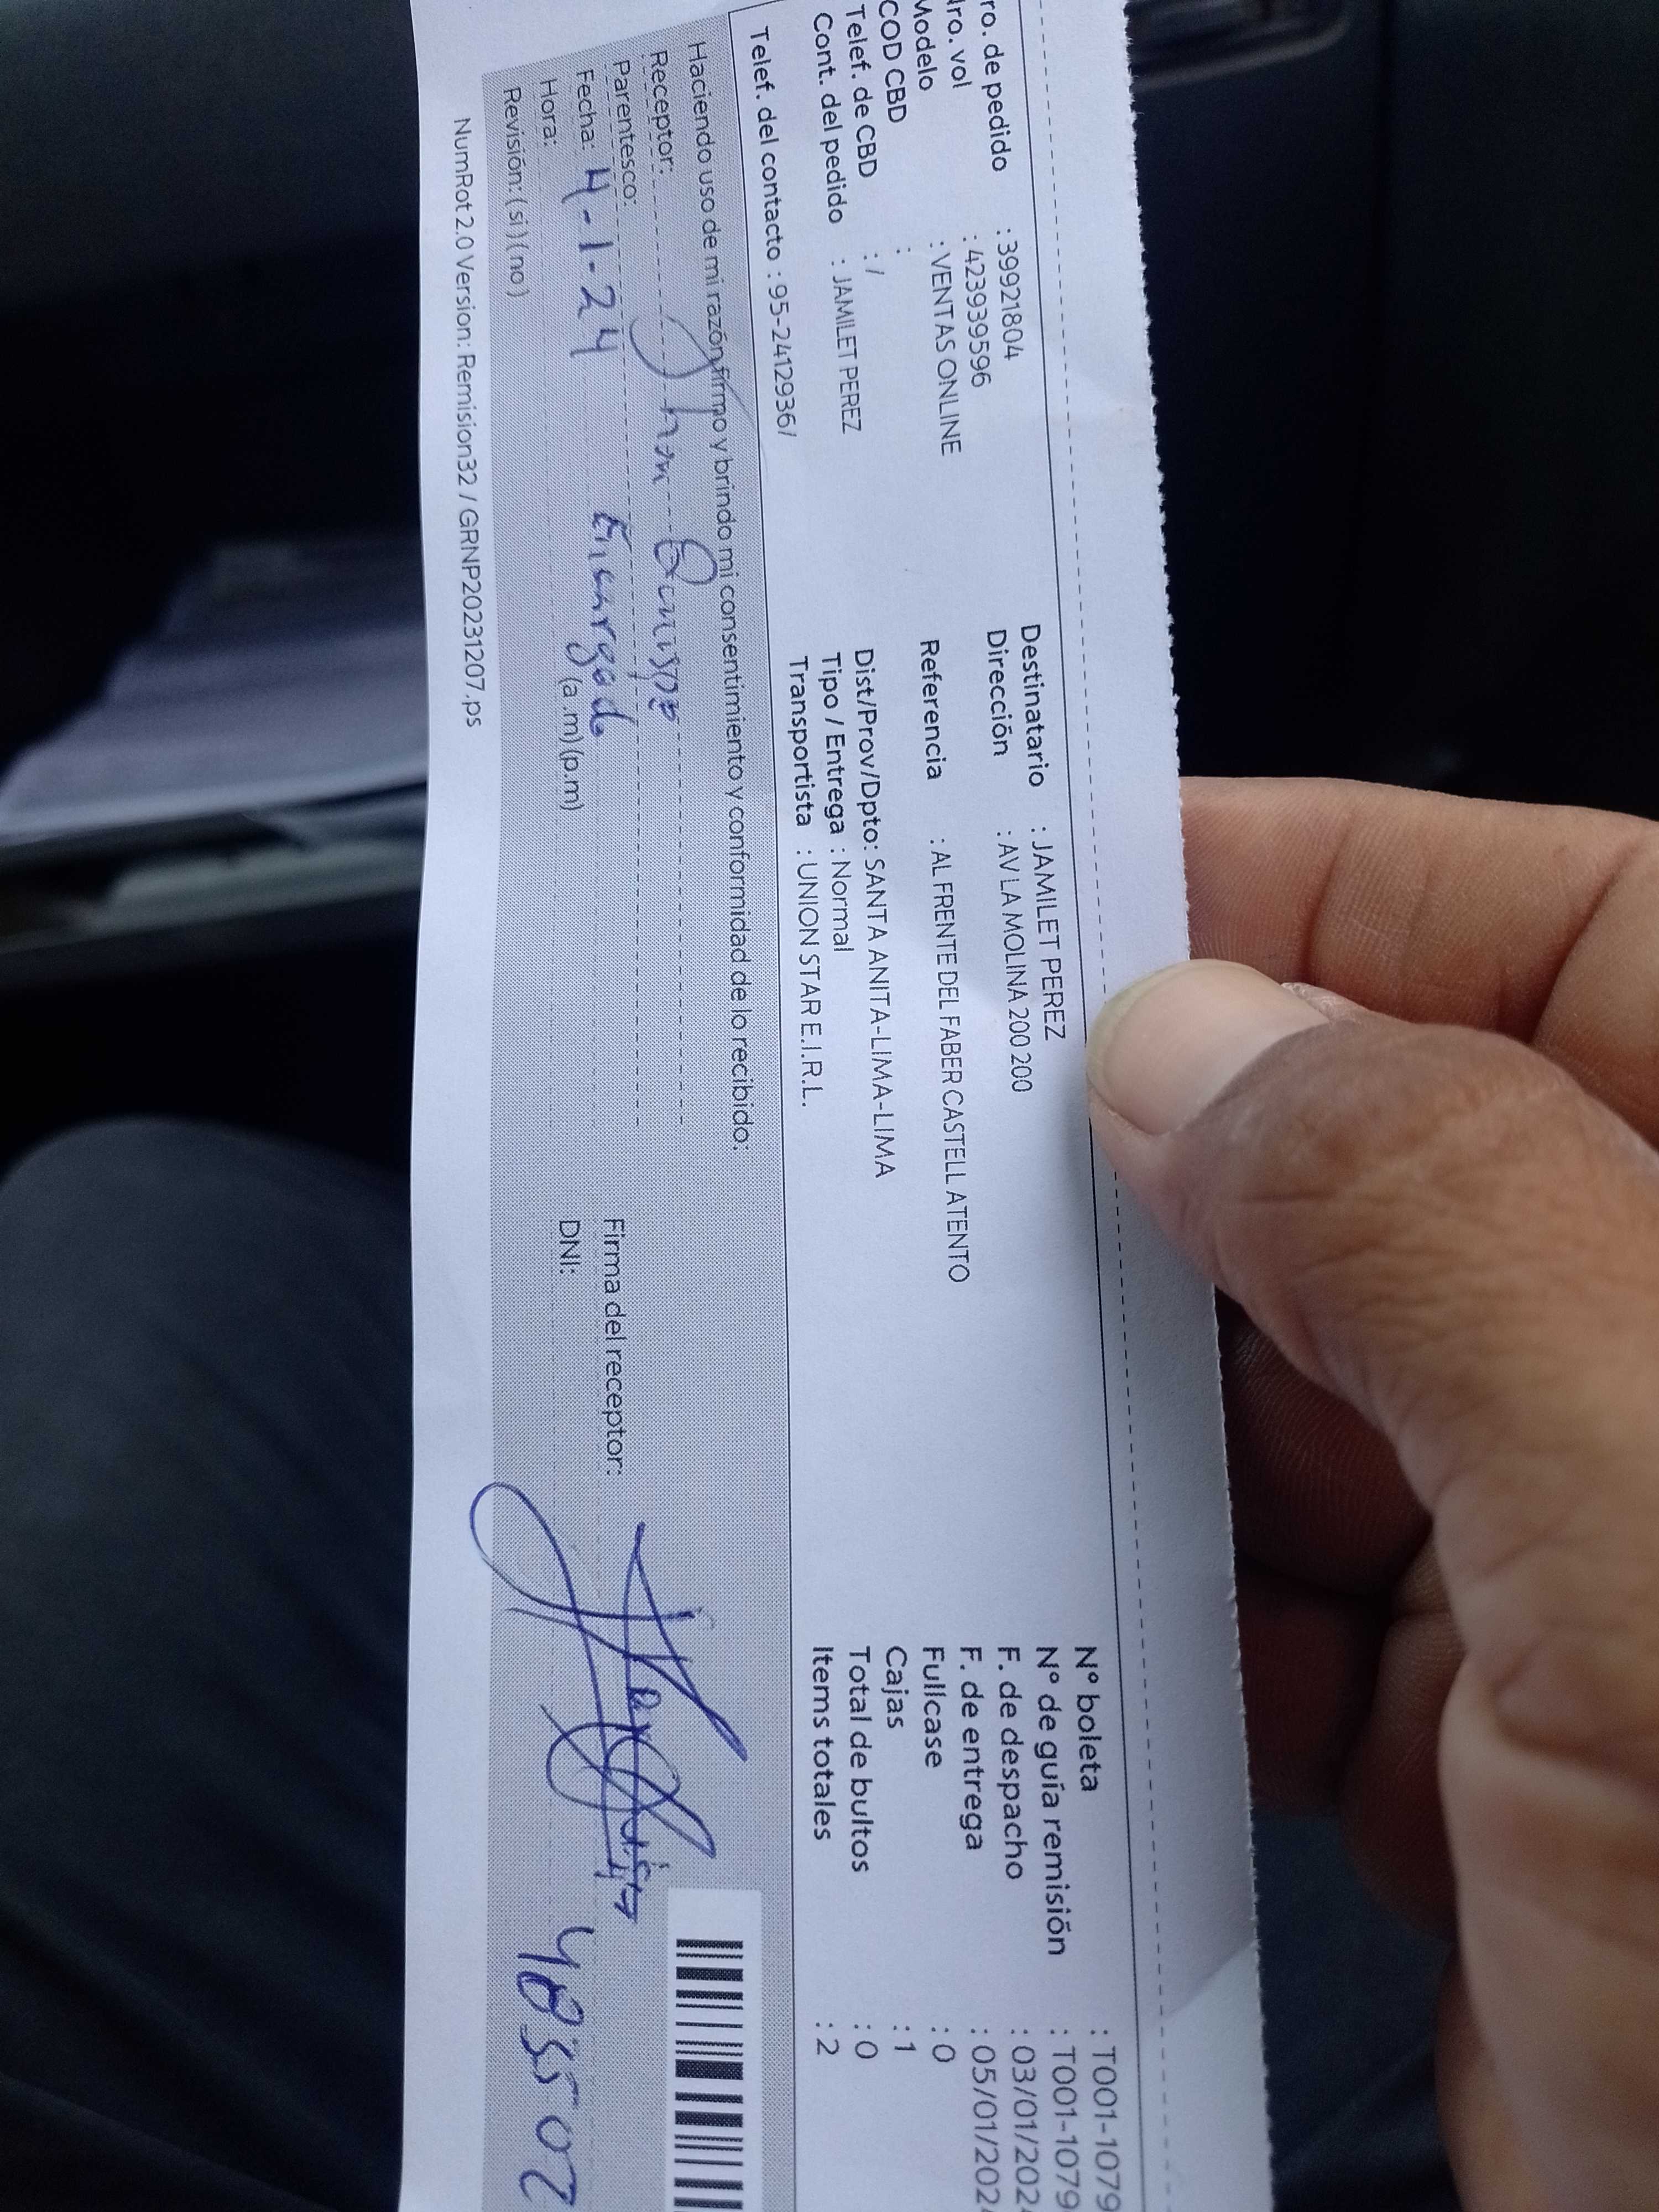 ro. de pedido : 39921804
ro. vol : 423939596
Modelo : VENTAS ONLINE
COD CBD :
Telef. de CBD : /
Cont. del pedido : JAMILET PEREZ
Telef. del contacto : 95-2412936/
Destinatario : JAMILET PEREZ
Dirección : AV LA MOLINA 200 200
Referencia : AL FRENTE DEL FABER CASTELL ATENTO
Dist/Prov/Dpto: SANTA ANITA-LIMA-LIMA
Tipo / Entrega : Normal
Transportista : UNION STAR E.I.R.L.
N° boleta : T001-1079
N° de guía remisión : T001-1079
F. de despacho : 03/01/202
F. de entrega : 05/01/202
Fullcase : 0
Cajas : 1
Total de bultos : 0
Items totales : 2
Haciendo uso de mi razón firmo y brindo mi consentimiento y conformidad de lo recibido:
Receptor: Jhon
Parentesco: Encargado
Fecha: 4-1-24
Hora: (a.m)(p.m)
Revisión: (si)(no)
Firma del receptor:
DNI:
NumRot 2.0 Version: Remision32 / GRNP20231207.ps